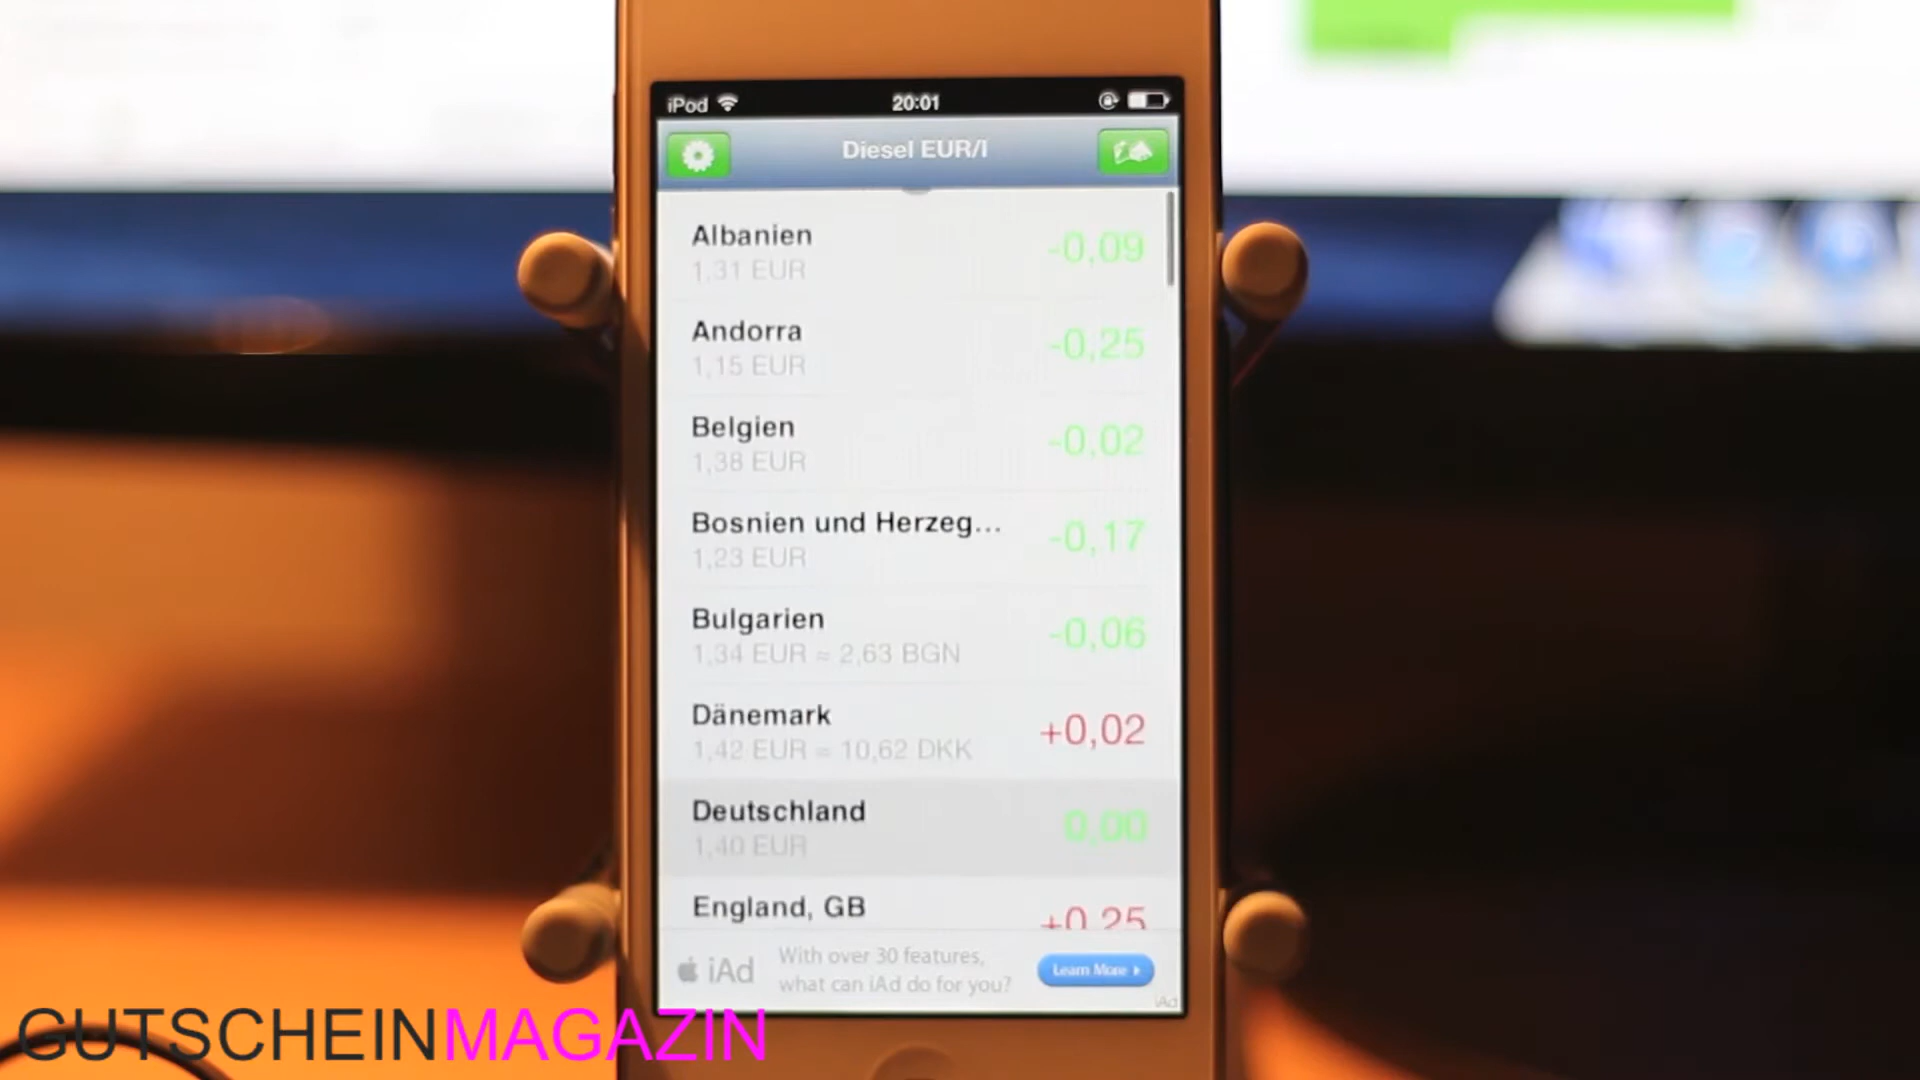 iPod 20:01
Diesel EUR/l
Albanien -0,09
1,31 EUR
Andorra -0,25
1,15 EUR
Belgien -0,02
1,38 EUR
Bosnien und Herzeg... -0,17
1,23 EUR
Bulgarien -0,06
1,34 EUR ≈ 2,63 BGN
Dänemark +0,02
1,42 EUR ≈ 10,62 DKK
Deutschland 0,00
1,40 EUR
England, GB +0,25
iAd With over 30 features,
what can iAd do for you? Learn More
iAd
GUTSCHEINMAGAZIN